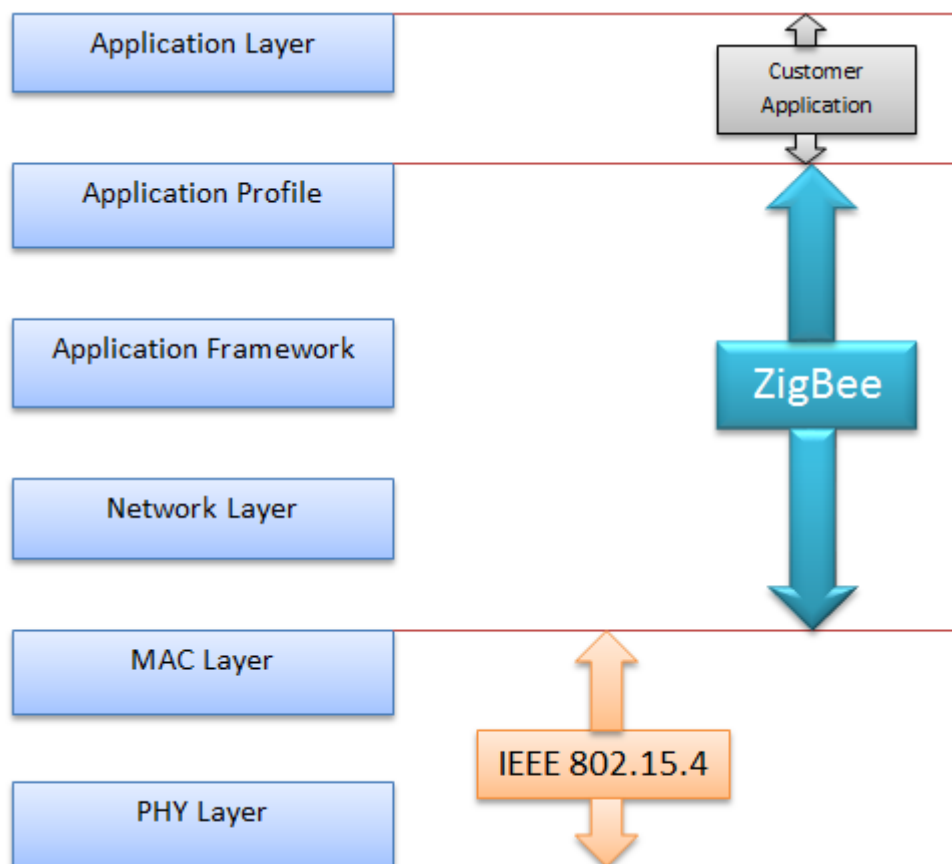 Application Layer
Customer
Application
Application Profile
Application Framework
ZigBee
Network Layer
MAC Layer
IEEE 802.15.4
PHY Layer